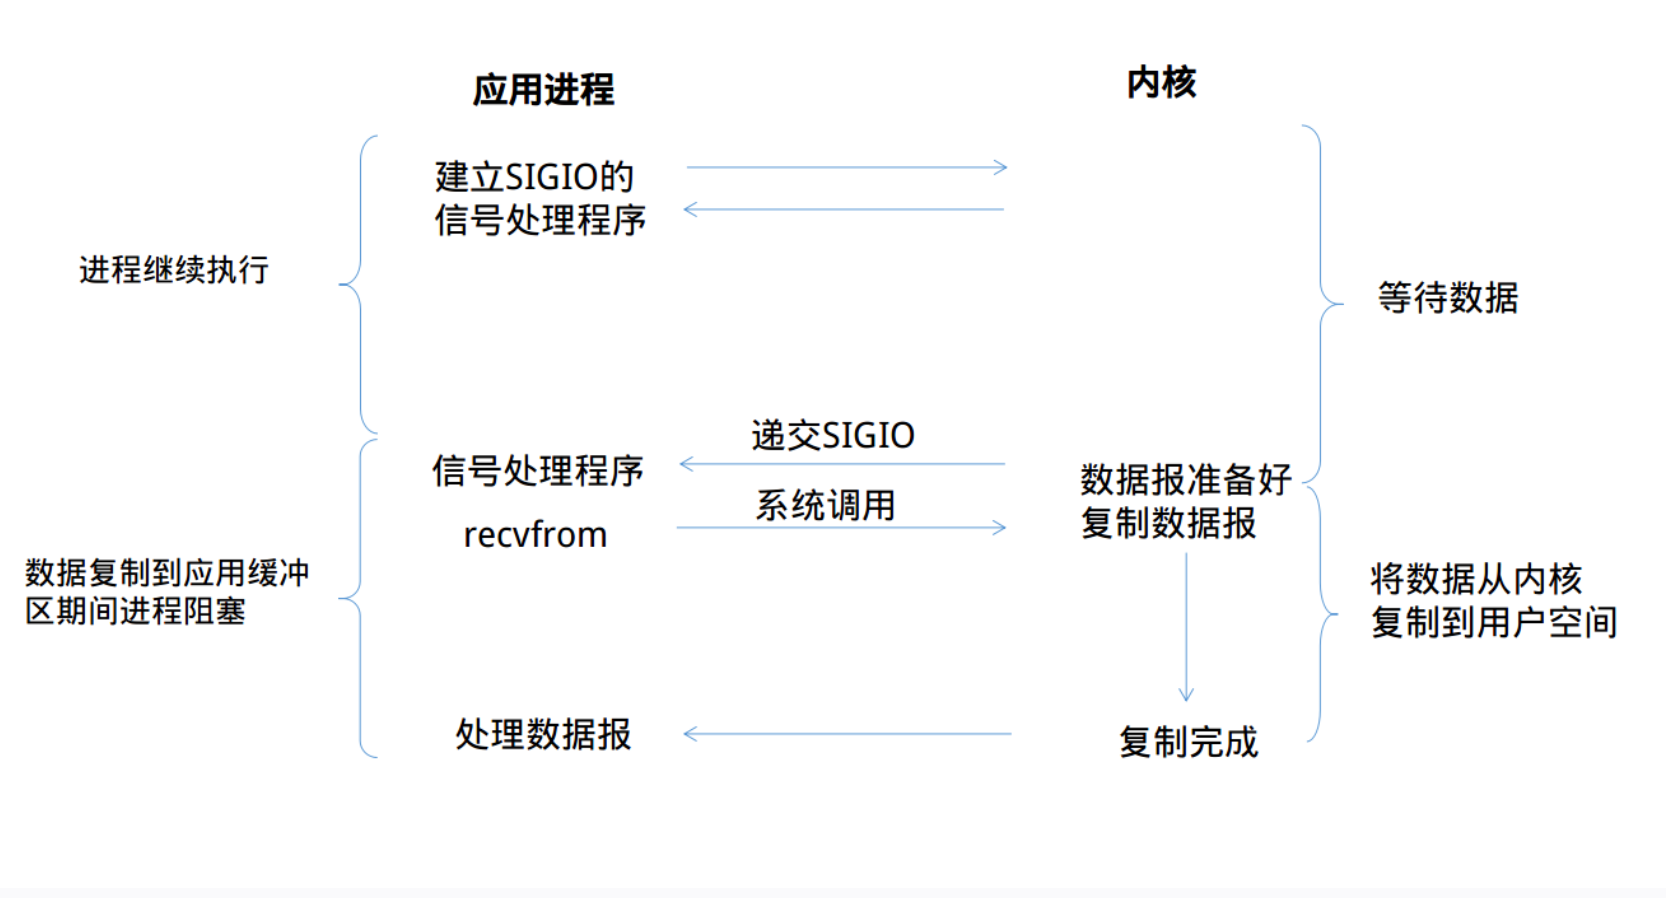 应用进程
内核
建立SIGIO的
信号处理程序
进程继续执行
等待数据
递交SIGIO
信号处理程序
数据报准备好
系统调用
复制数据报
recvfrom
数据复制到应用缓冲
区期间进程阻塞
将数据从内核
复制到用户空间
处理数据报
复制完成